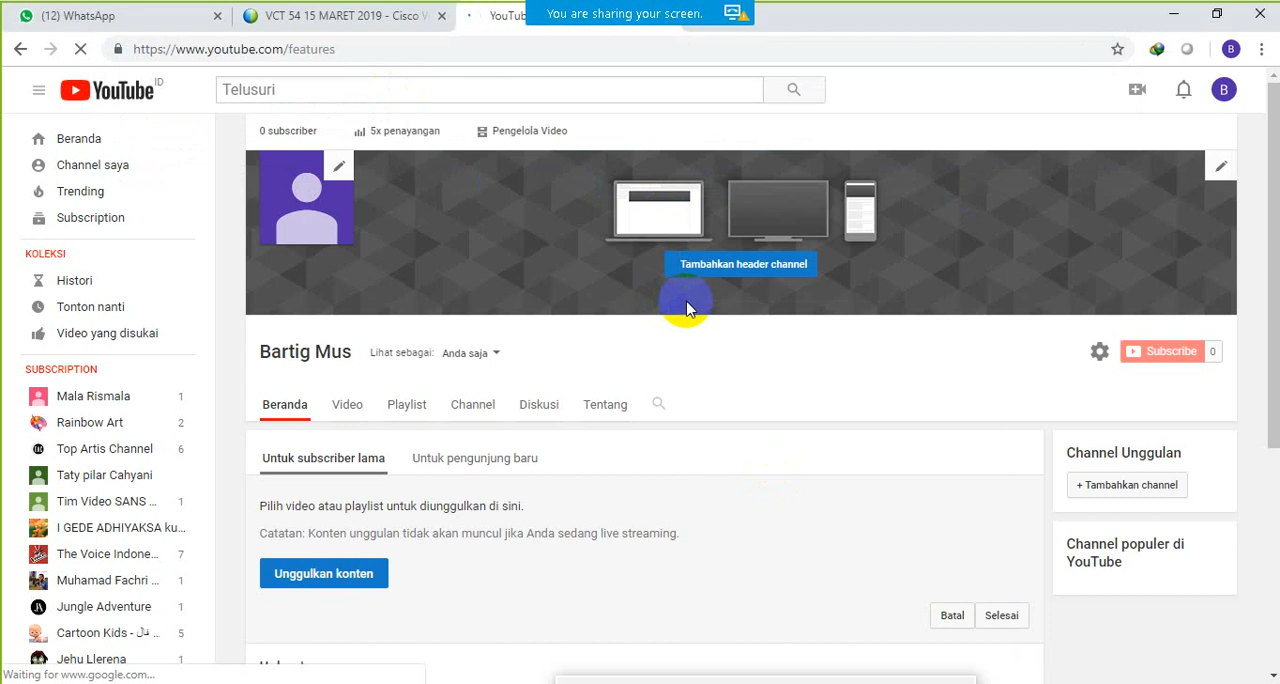 (12) WhatsApp
VCT 54 15 MARET 2019 - Cisco W
YouTub
You are sharing your screen.
https://www.youtube.com/features
B
YouTube ID
Telusuri
B
0 subscriber
5x penayangan
Pengelola Video
Beranda
Channel saya
Trending
Subscription
KOLEKSI
Histori
Tonton nanti
Video yang disukai
SUBSCRIPTION
Mala Rismala 1
Rainbow Art 2
Top Artis Channel 6
Taty pilar Cahyani
Tim Video SANS ... 1
I GEDE ADHIYAKSA ku...
The Voice Indone... 7
Muhamad Fachri ... 1
Jungle Adventure 1
Cartoon Kids - 5
Jehu Llerena 1
Waiting for www.google.com...
Tambahkan header channel
Bartig Mus
Lihat sebagai: Anda saja
Subscribe 0
Beranda
Video
Playlist
Channel
Diskusi
Tentang
Untuk subscriber lama
Untuk pengunjung baru
Pilih video atau playlist untuk diunggulkan di sini.
Catatan: Konten unggulan tidak akan muncul jika Anda sedang live streaming.
Unggulkan konten
Batal
Selesai
Channel Unggulan
+ Tambahkan channel
Channel populer di
YouTube